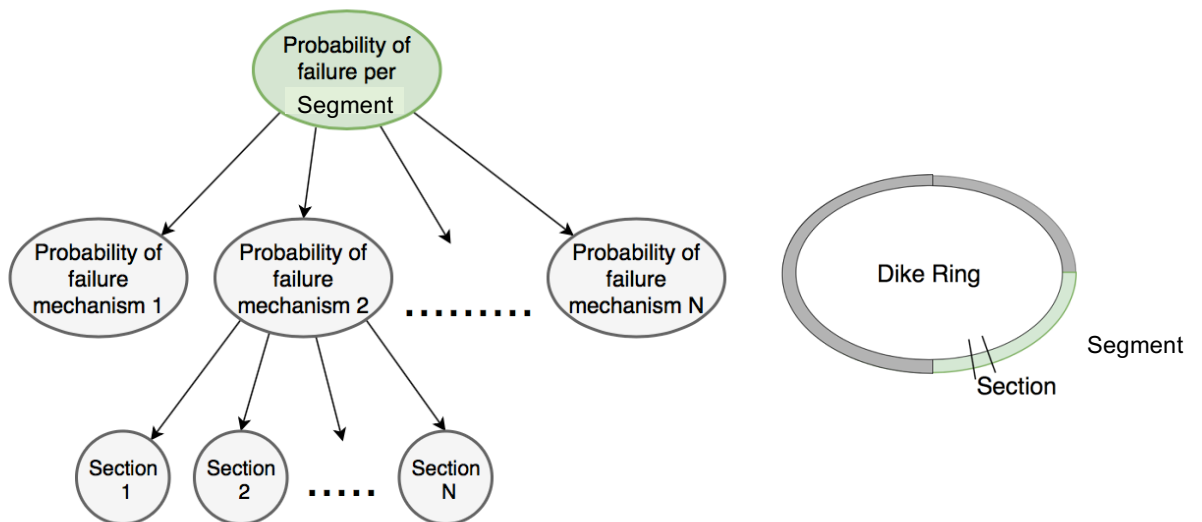 Probability of
failure per
Segment
Probability of
failure
mechanism 1
Probability of
failure
mechanism 2
.........
Probability of
failure
mechanism N
Section
1
Section
2
.....
Section
N
Dike Ring
Segment
Section